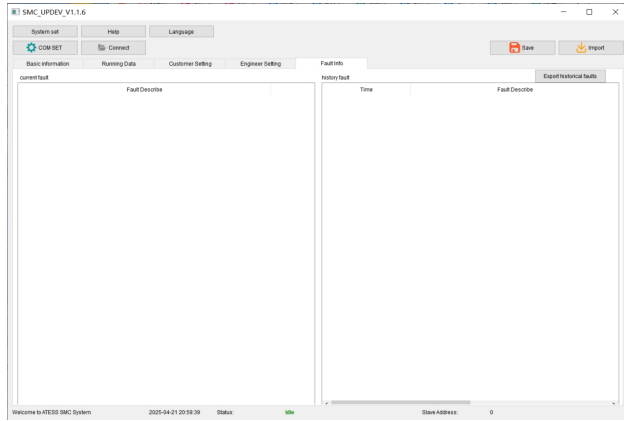 SMC_UPDEV_V1.1.6
System set Help Language
COM SET Connect Save Import
Basic information Running Data Customer Setting Engineer Setting Fault Info
current fault history fault Export historical faults
Fault Describe Time Fault Describe
Welcome to ATESS SMC System 2025-04-21 20:59:39 Status: Idle Slave Address: 0